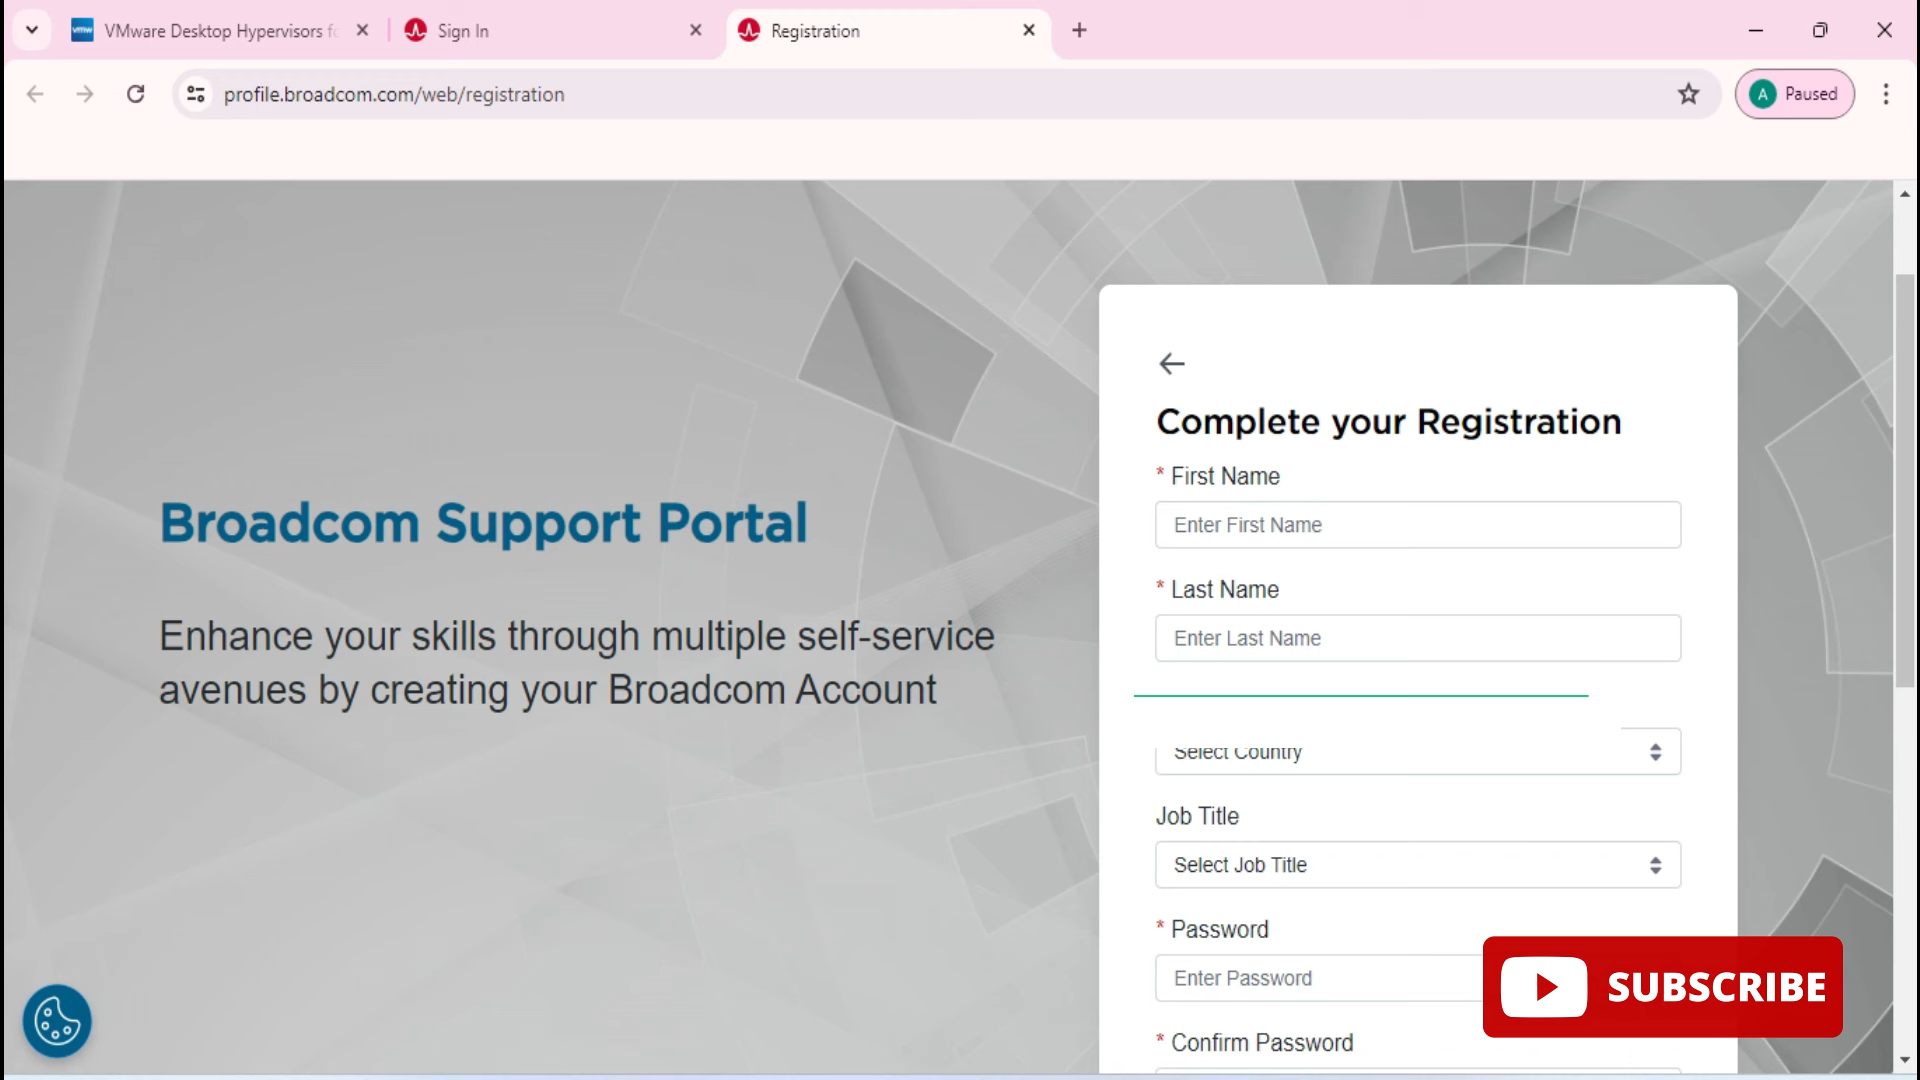 vmw
VMware Desktop Hypervisors fo
Sign In
Registration
profile.broadcom.com/web/registration
A
Paused
Broadcom Support Portal
Enhance your skills through multiple self-service
avenues by creating your Broadcom Account
Complete your Registration
* First Name
Enter First Name
* Last Name
Enter Last Name
Select Country
Job Title
Select Job Title
* Password
Enter Password
* Confirm Password
SUBSCRIBE